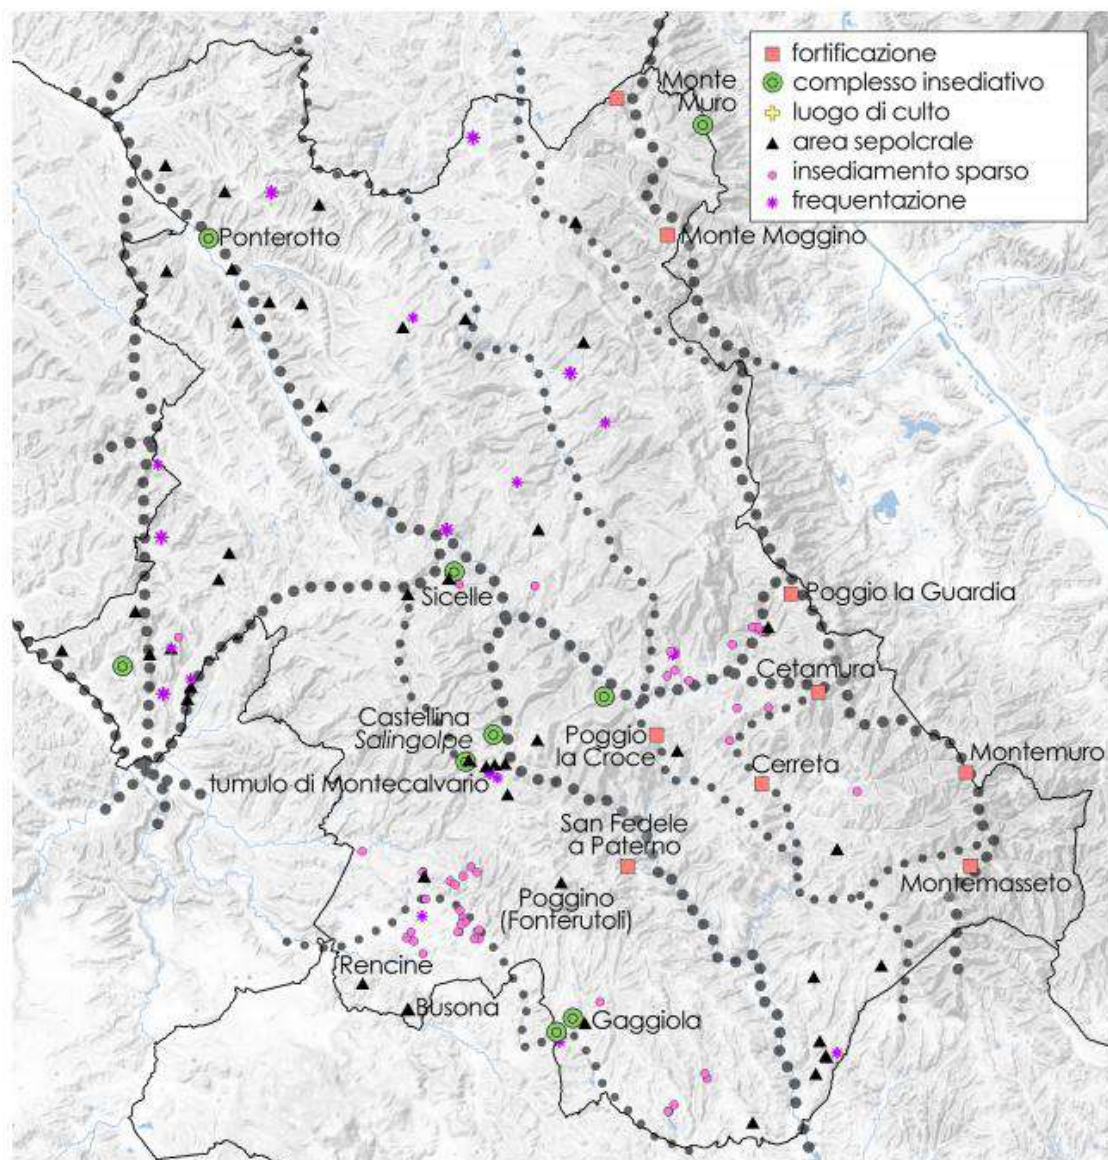 fortificazione
complesso insediativo
luogo di culto
area sepolcrale
insediamento sparso
frequentazione
Monte
Muro
Ponterotto
Monte Moggino
Sicelle
Poggio la Guardia
Cetamura
Castellina
Salingolpe
Poggio
la Croce
Montemuro
Cerreta
tumulo di Montecalvario
San Fedele
a Paterno
Montemasseto
Poggino
(Fonterutoli)
Rencine
Busona
Gaggiola